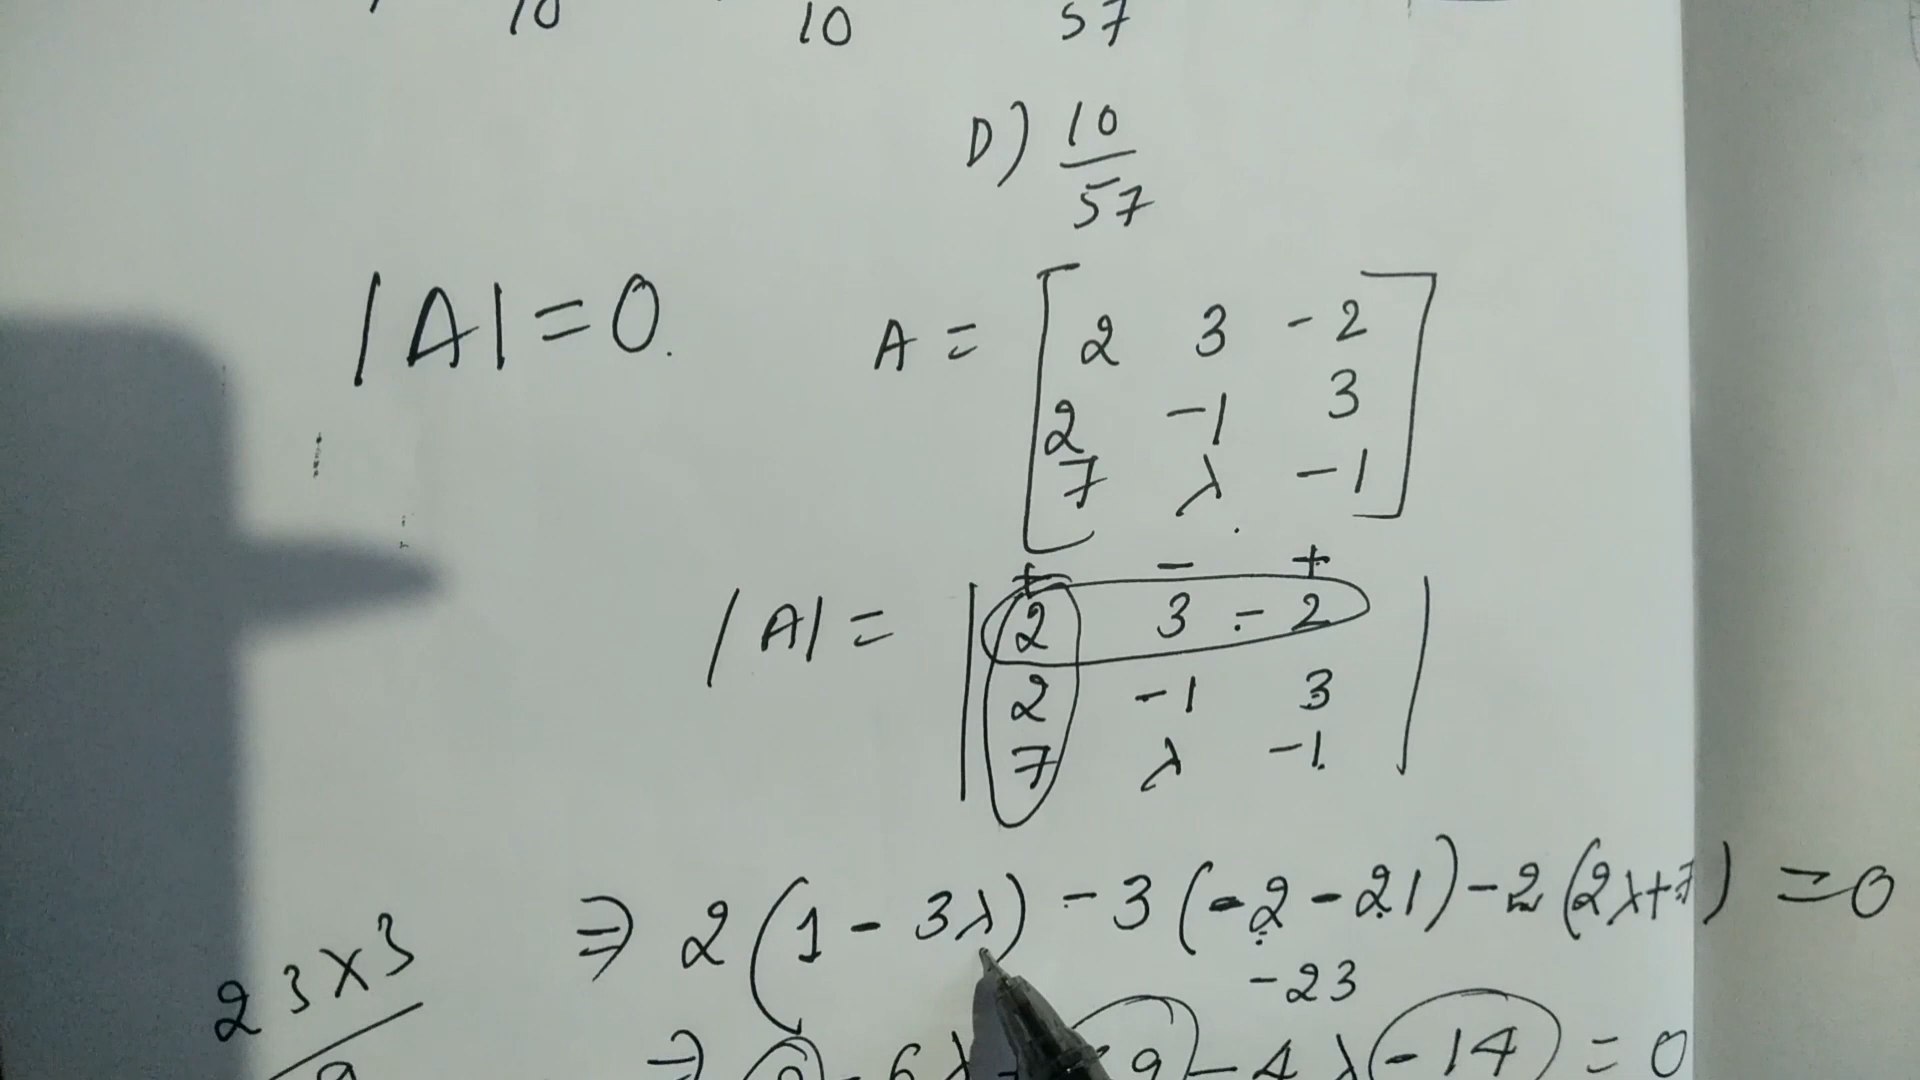 10 10 57
D) 10/57
|A| = 0. A = [ 2 3 -2
2 -1 3
7 λ -1 ]
+ - +
|A| = | 2 3 -2
2 -1 3
7 λ -1 |
⇒ 2(1 - 3λ) - 3(-2 - 21) - 2(2λ+7) = 0
23×3
-23
⇒ - 6λ 9 - 4λ - 14 = 0